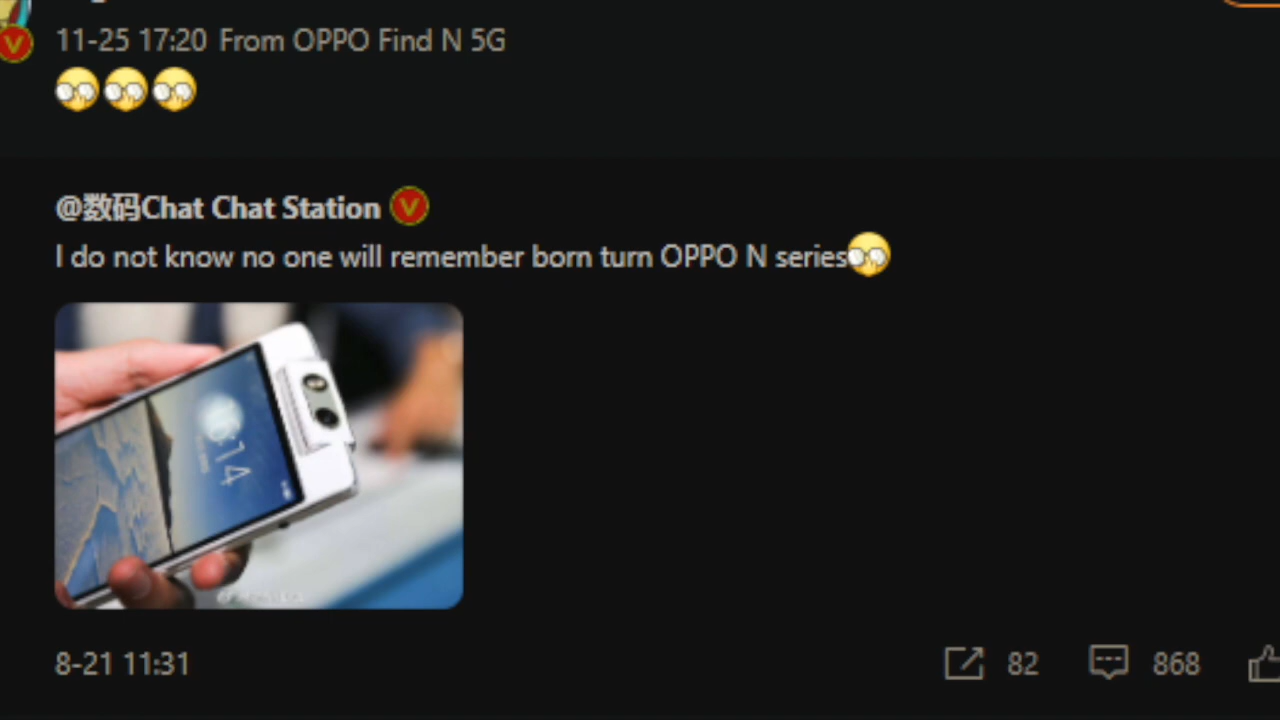 11-25 17:20 From OPPO Find N 5G
@数码Chat Chat Station
I do not know no one will remember born turn OPPO N series
14
8-21 11:31
82
868